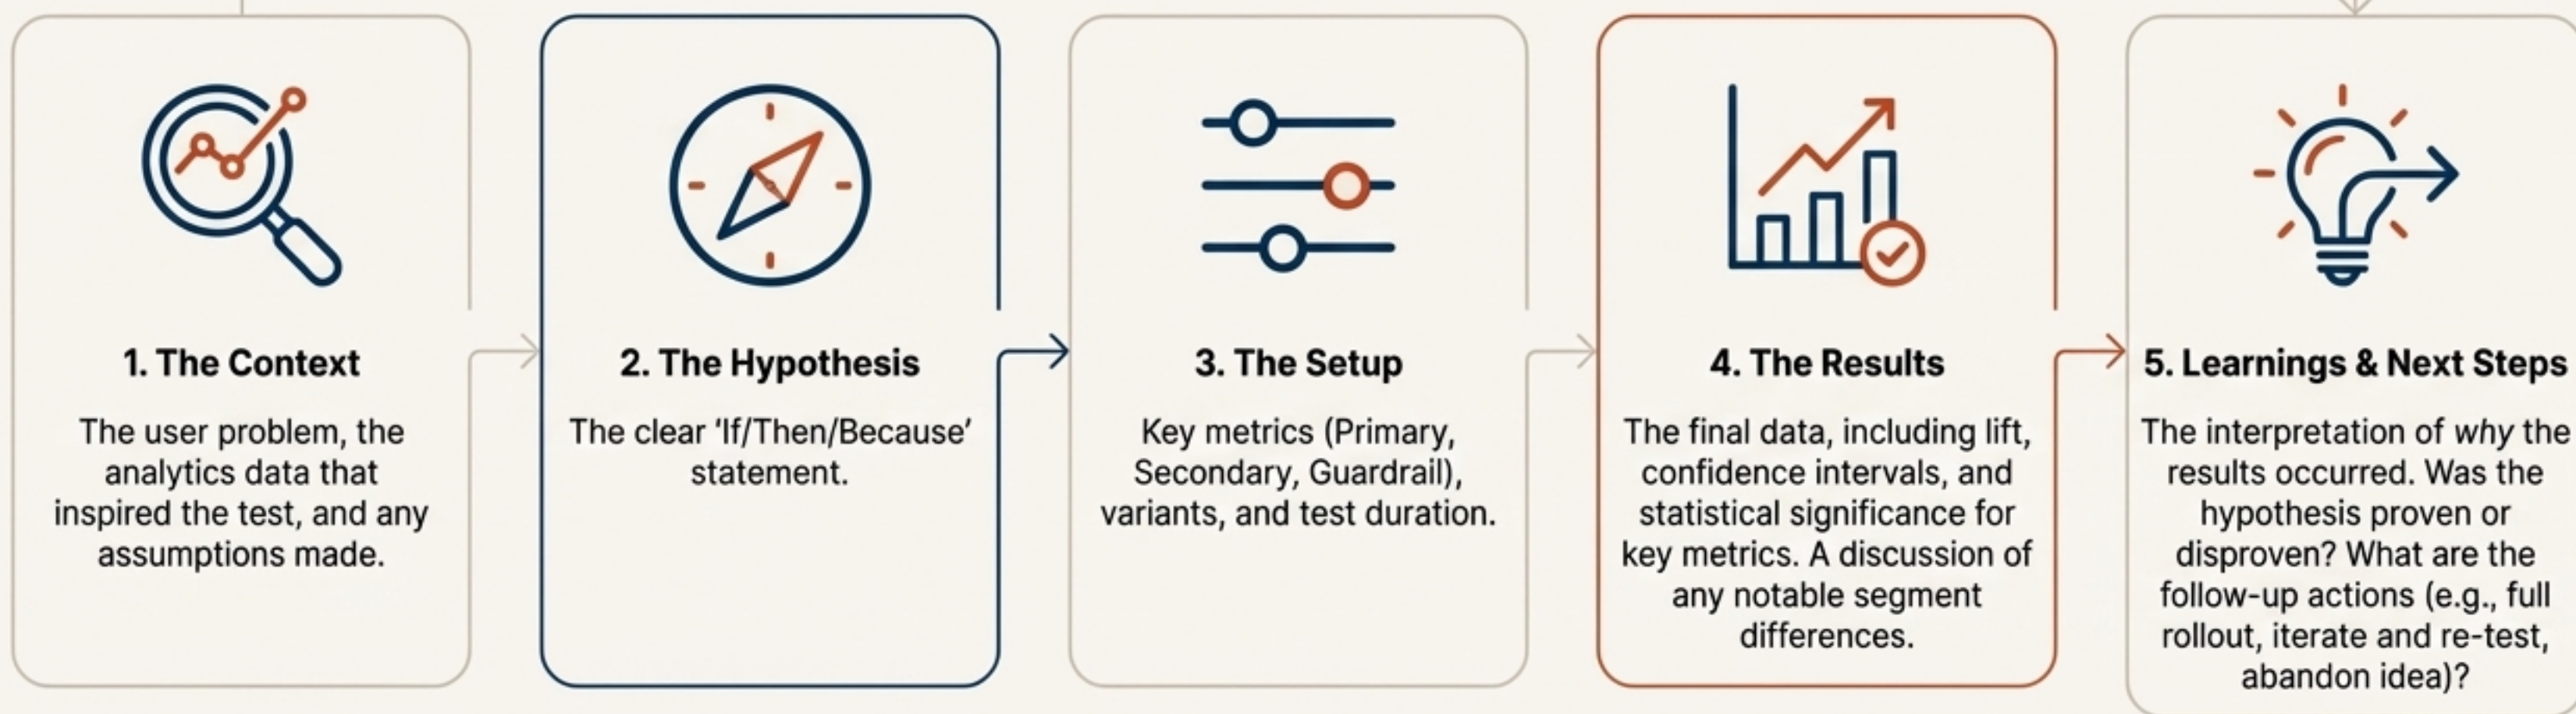 1. The Context
The user problem, the
analytics data that
inspired the test, and any
assumptions made.
2. The Hypothesis
The clear ‘If/Then/Because’
statement.
3. The Setup
Key metrics (Primary,
Secondary, Guardrail),
variants, and test duration.
4. The Results
The final data, including lift,
confidence intervals, and
statistical significance for
key metrics. A discussion of
any notable segment
differences.
5. Learnings & Next Steps
The interpretation of why the
results occurred. Was the
hypothesis proven or
disproven? What are the
follow-up actions (e.g., full
rollout, iterate and re-test,
abandon idea)?